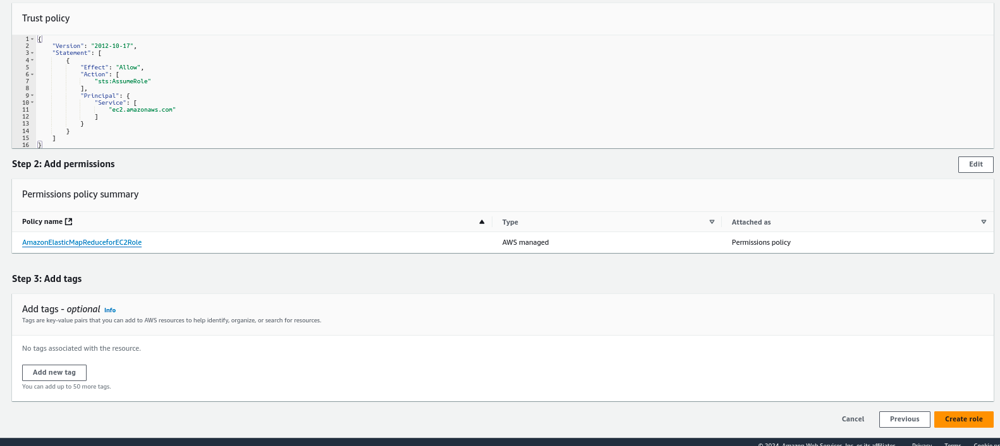 Trust policy
1 {
2 "Version": "2012-10-17",
3 "Statement": [
4 {
5 "Effect": "Allow",
6 "Action": [
7 "sts:AssumeRole"
8 ],
9 "Principal": {
10 "Service": [
11 "ec2.amazonaws.com"
12 ]
13 }
14 }
15 ]
16 }
Step 2: Add permissions
Edit
Permissions policy summary
Policy name Type Attached as
AmazonElasticMapReduceforEC2Role AWS managed Permissions policy
Step 3: Add tags
Add tags - optional Info
Tags are key-value pairs that you can add to AWS resources to help identify, organize, or search for resources.
No tags associated with the resource.
Add new tag
You can add up to 50 more tags.
Cancel Previous Create role
© 2024, Amazon Web Services, Inc. or its affiliates. Privacy Terms Cookie pr